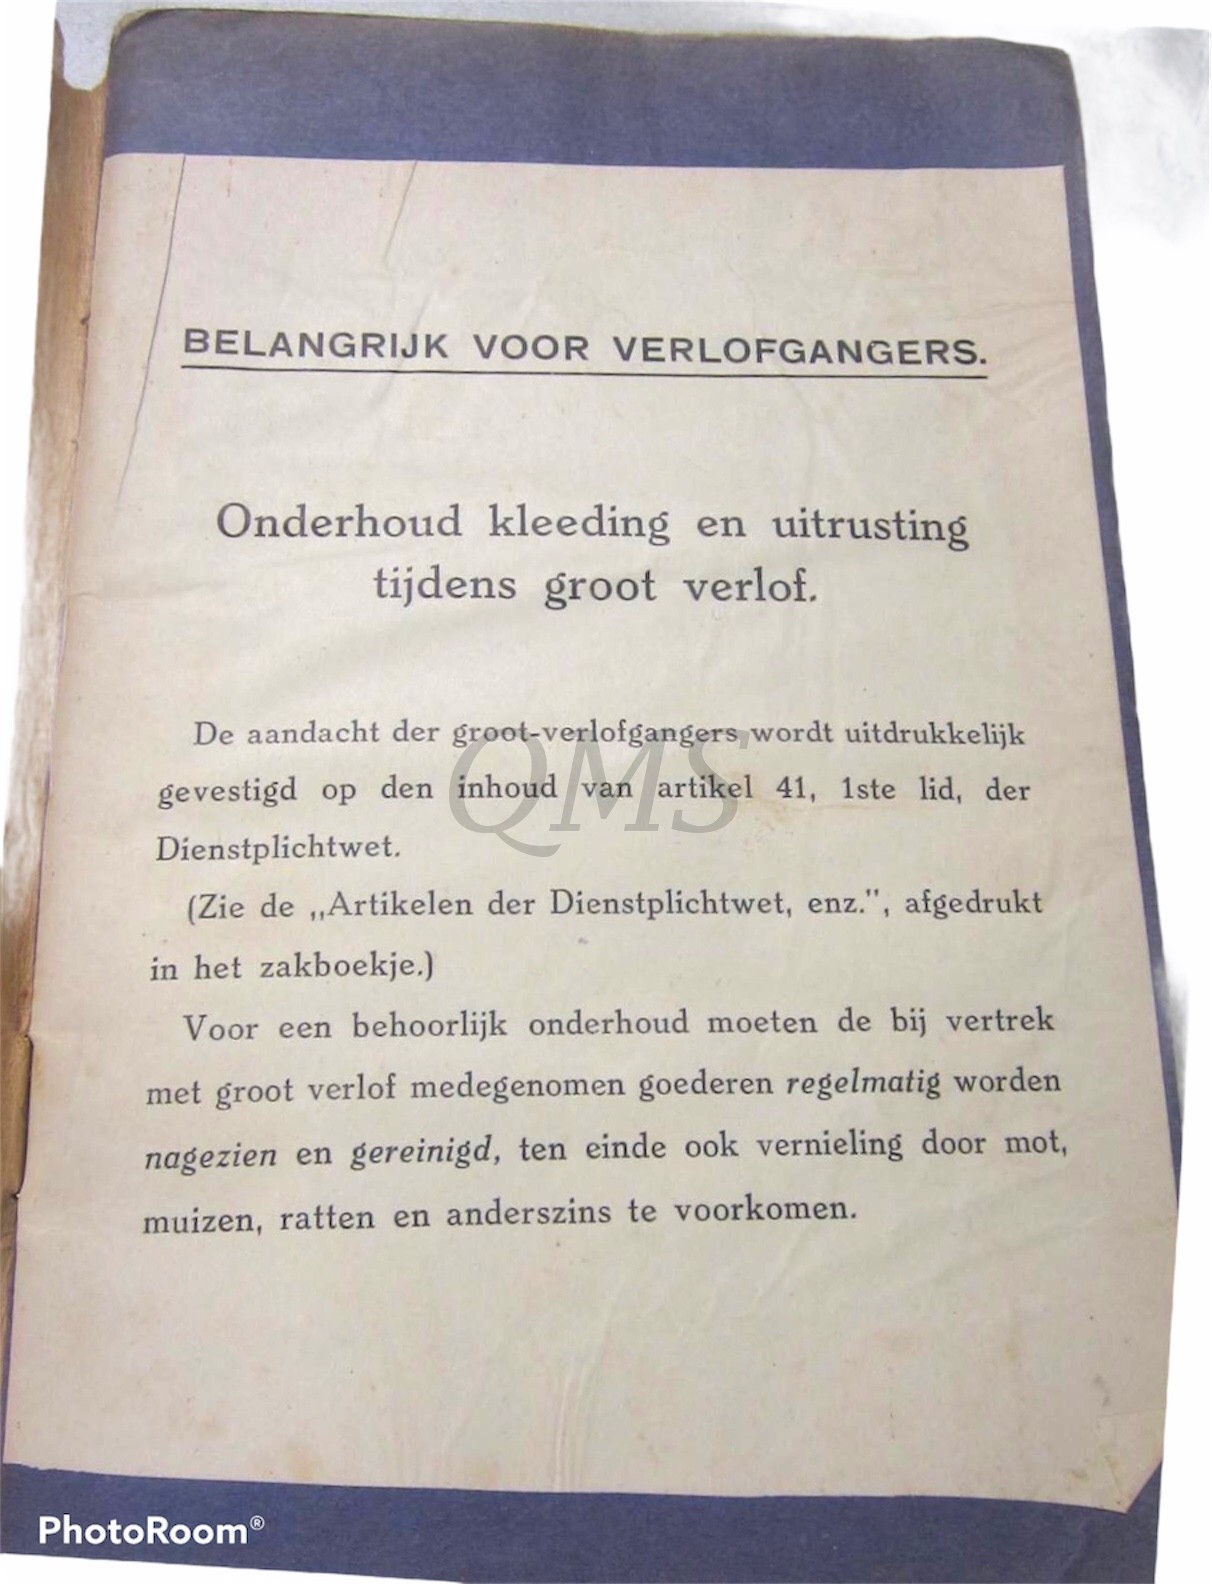 BELANGRIJK VOOR VERLOFGANGERS.
Onderhoud kleeding en uitrusting
tijdens groot verlof.
De aandacht der groot-verlofgangers wordt uitdrukkelijk
gevestigd op den inhoud van artikel 41, 1ste lid, der
Dienstplichtwet.
(Zie de ,,Artikelen der Dienstplichtwet, enz.", afgedrukt
in het zakboekje.)
Voor een behoorlijk onderhoud moeten de bij vertrek
met groot verlof medegenomen goederen regelmatig worden
nagezien en gereinigd, ten einde ook vernieling door mot,
muizen, ratten en anderszins te voorkomen.
QMS
PhotoRoom®